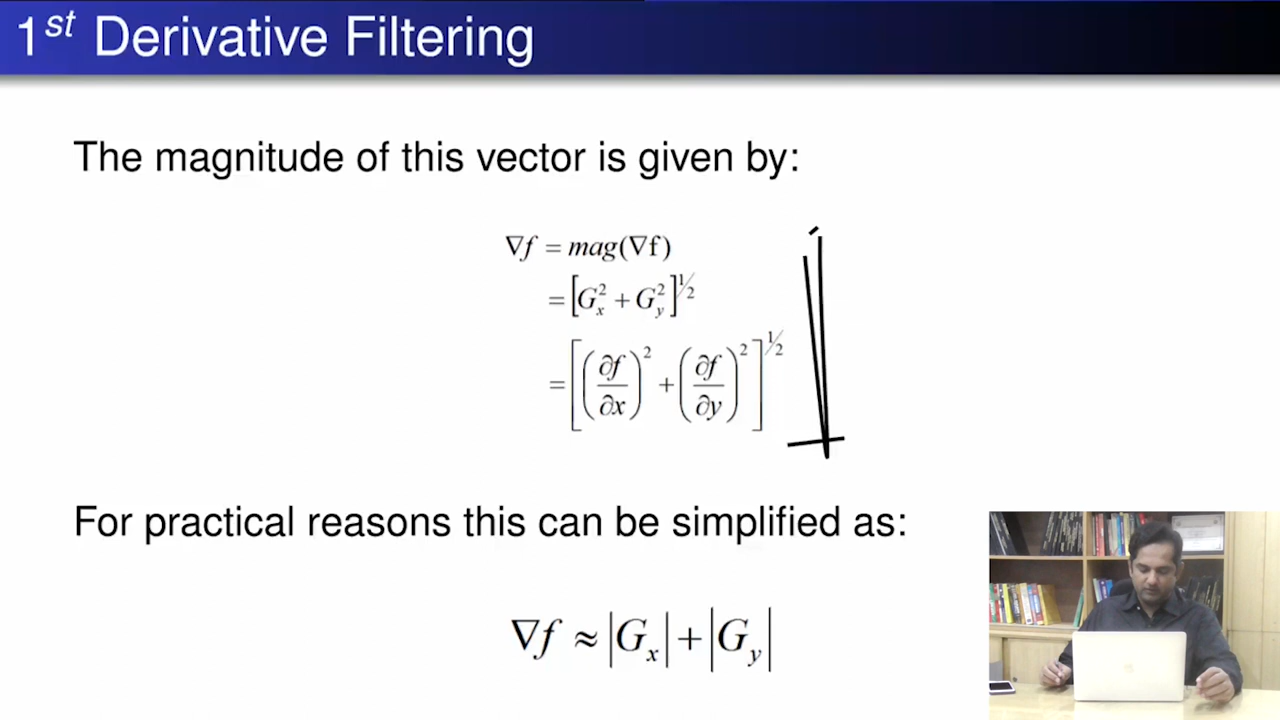 1ˢᵗ Derivative Filtering
The magnitude of this vector is given by:
∇f = mag(∇f)
= [G_x^2 + G_y^2]^{1/2}
= [(∂f/∂x)^2 + (∂f/∂y)^2]^{1/2}
For practical reasons this can be simplified as:
∇f ≈ |G_x| + |G_y|